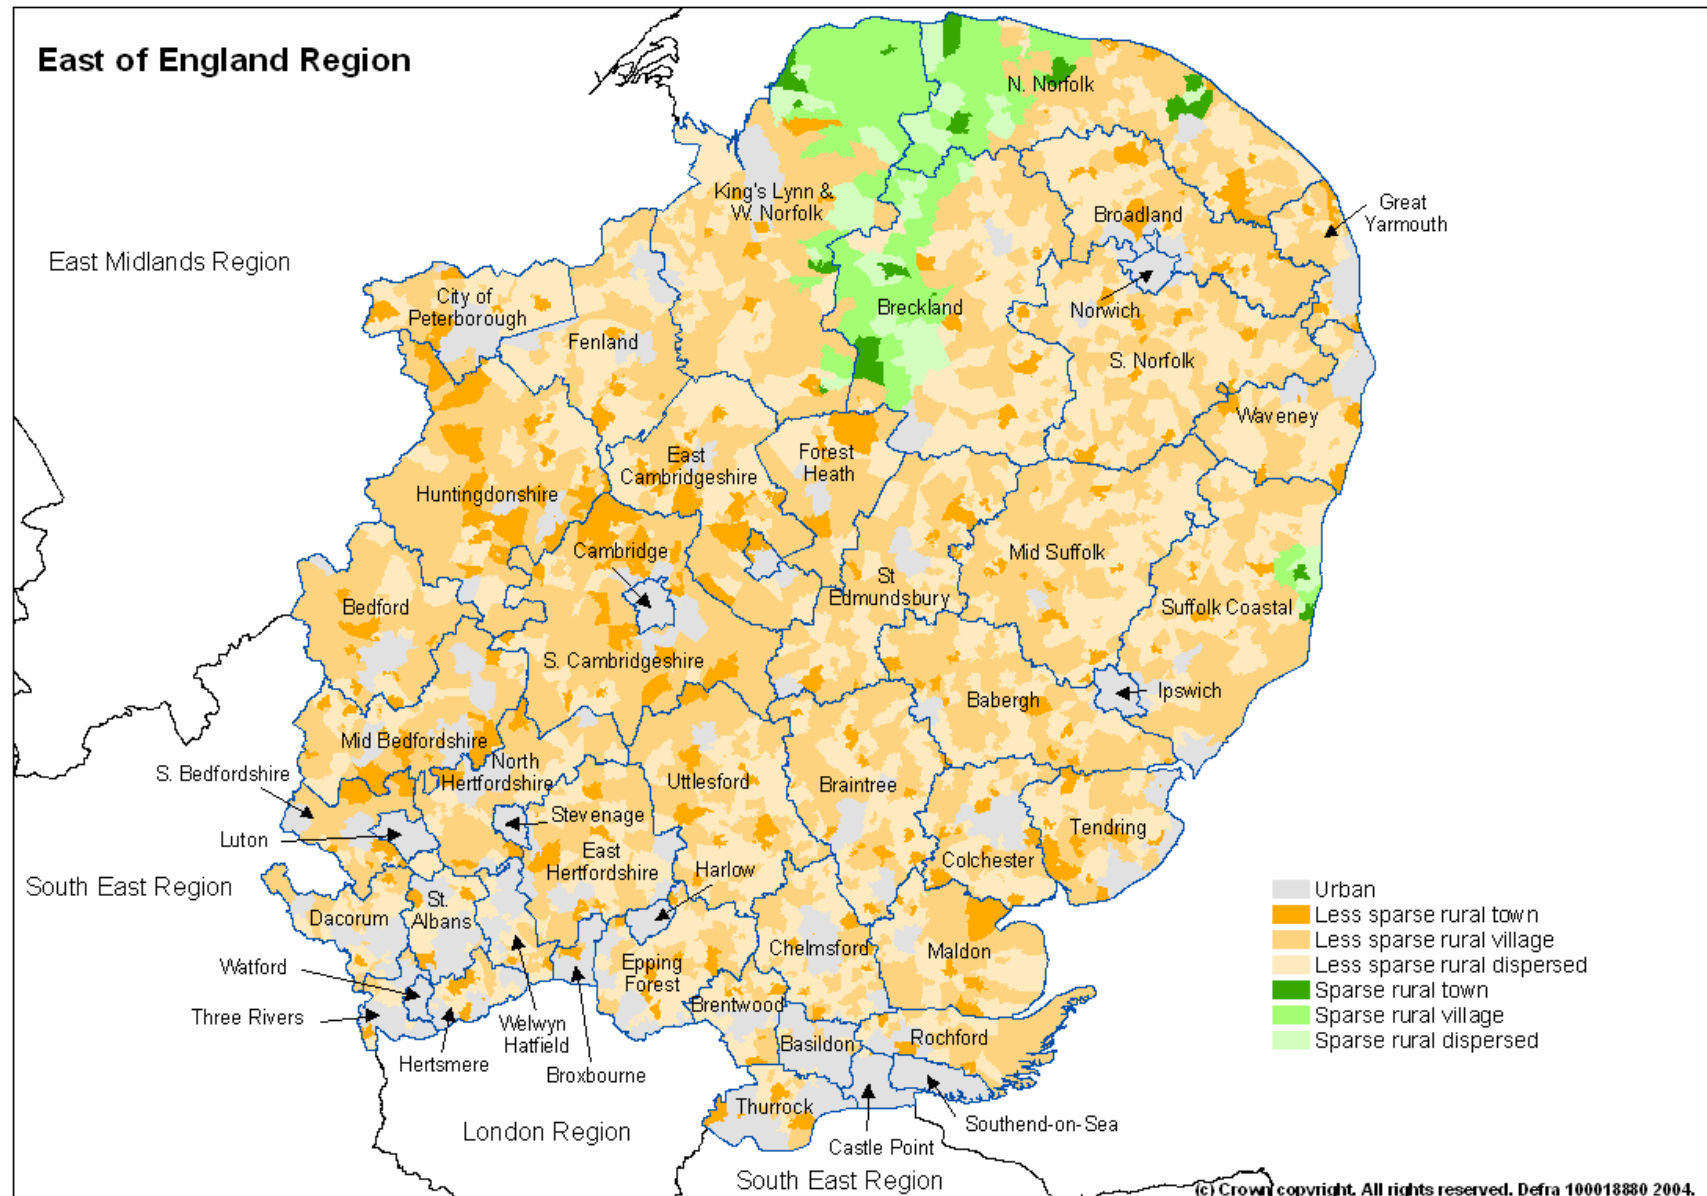 East of England Region
N. Norfolk
King's Lynn &
W. Norfolk
Great
Yarmouth
Broadland
East Midlands Region
City of
Peterborough
Breckland
Norwich
Fenland
S. Norfolk
Waveney
East
Cambridgeshire
Forest
Heath
Huntingdonshire
Cambridge
Mid Suffolk
St
Edmundsbury
Bedford
Suffolk Coastal
S. Cambridgeshire
Ipswich
Babergh
Mid Bedfordshire
North
Hertfordshire
S. Bedfordshire
Uttlesford
Braintree
Stevenage
Luton
Tendring
East
Hertfordshire
Harlow
Colchester
South East Region
St.
Albans
Dacorum
Urban
Less sparse rural town
Less sparse rural village
Less sparse rural dispersed
Sparse rural town
Sparse rural village
Sparse rural dispersed
Chelmsford
Maldon
Watford
Epping
Forest
Brentwood
Three Rivers
Welwyn
Hatfield
Basildon
Rochford
Hertsmere
Broxbourne
Thurrock
Southend-on-Sea
London Region
Castle Point
South East Region
(c) Crown copyright. All rights reserved. Defra 100018880 2004.